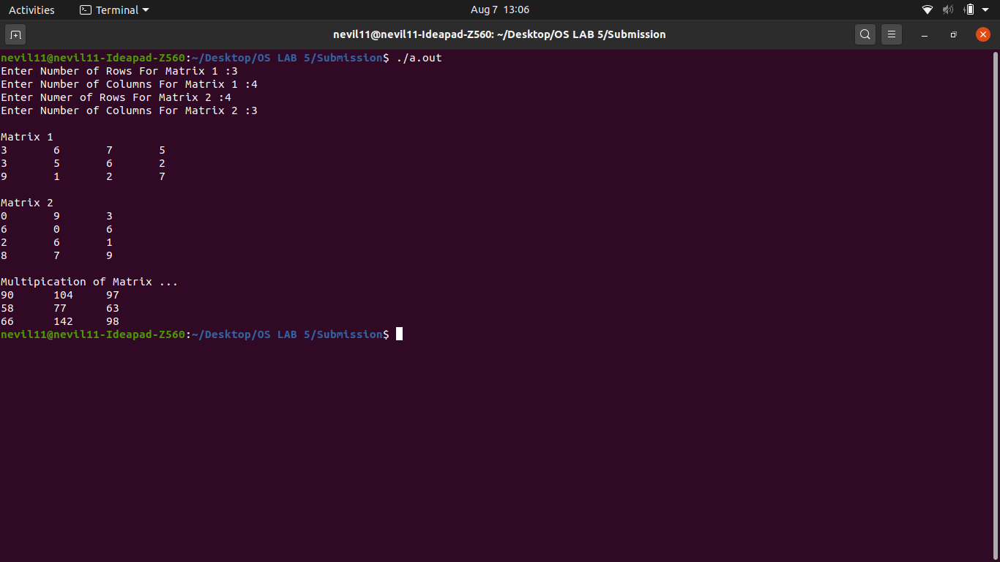 Activities Terminal Aug 7 13:06
nevil11@nevil11-Ideapad-Z560: ~/Desktop/OS LAB 5/Submission
nevil11@nevil11-Ideapad-Z560:~/Desktop/OS LAB 5/Submission$ ./a.out
Enter Number of Rows For Matrix 1 :3
Enter Number of Columns For Matrix 1 :4
Enter Numer of Rows For Matrix 2 :4
Enter Number of Columns For Matrix 2 :3
Matrix 1
3 6 7 5
3 5 6 2
9 1 2 7
Matrix 2
0 9 3
6 0 6
2 6 1
8 7 9
Multipication of Matrix ...
90 104 97
58 77 63
66 142 98
nevil11@nevil11-Ideapad-Z560:~/Desktop/OS LAB 5/Submission$